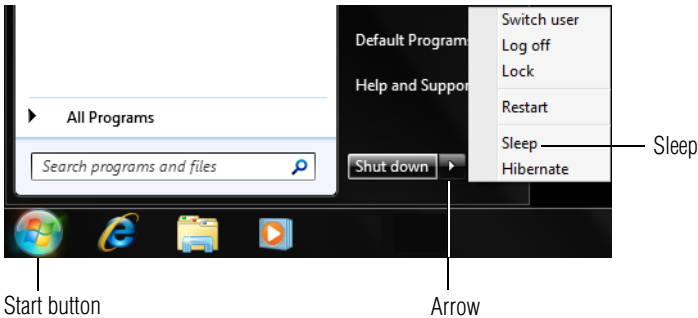 Switch user
Default Program
Log off
Lock
Help and Suppor
Restart
All Programs
Sleep
Sleep
Search programs and files
Shut down
Hibernate
Start button
Arrow